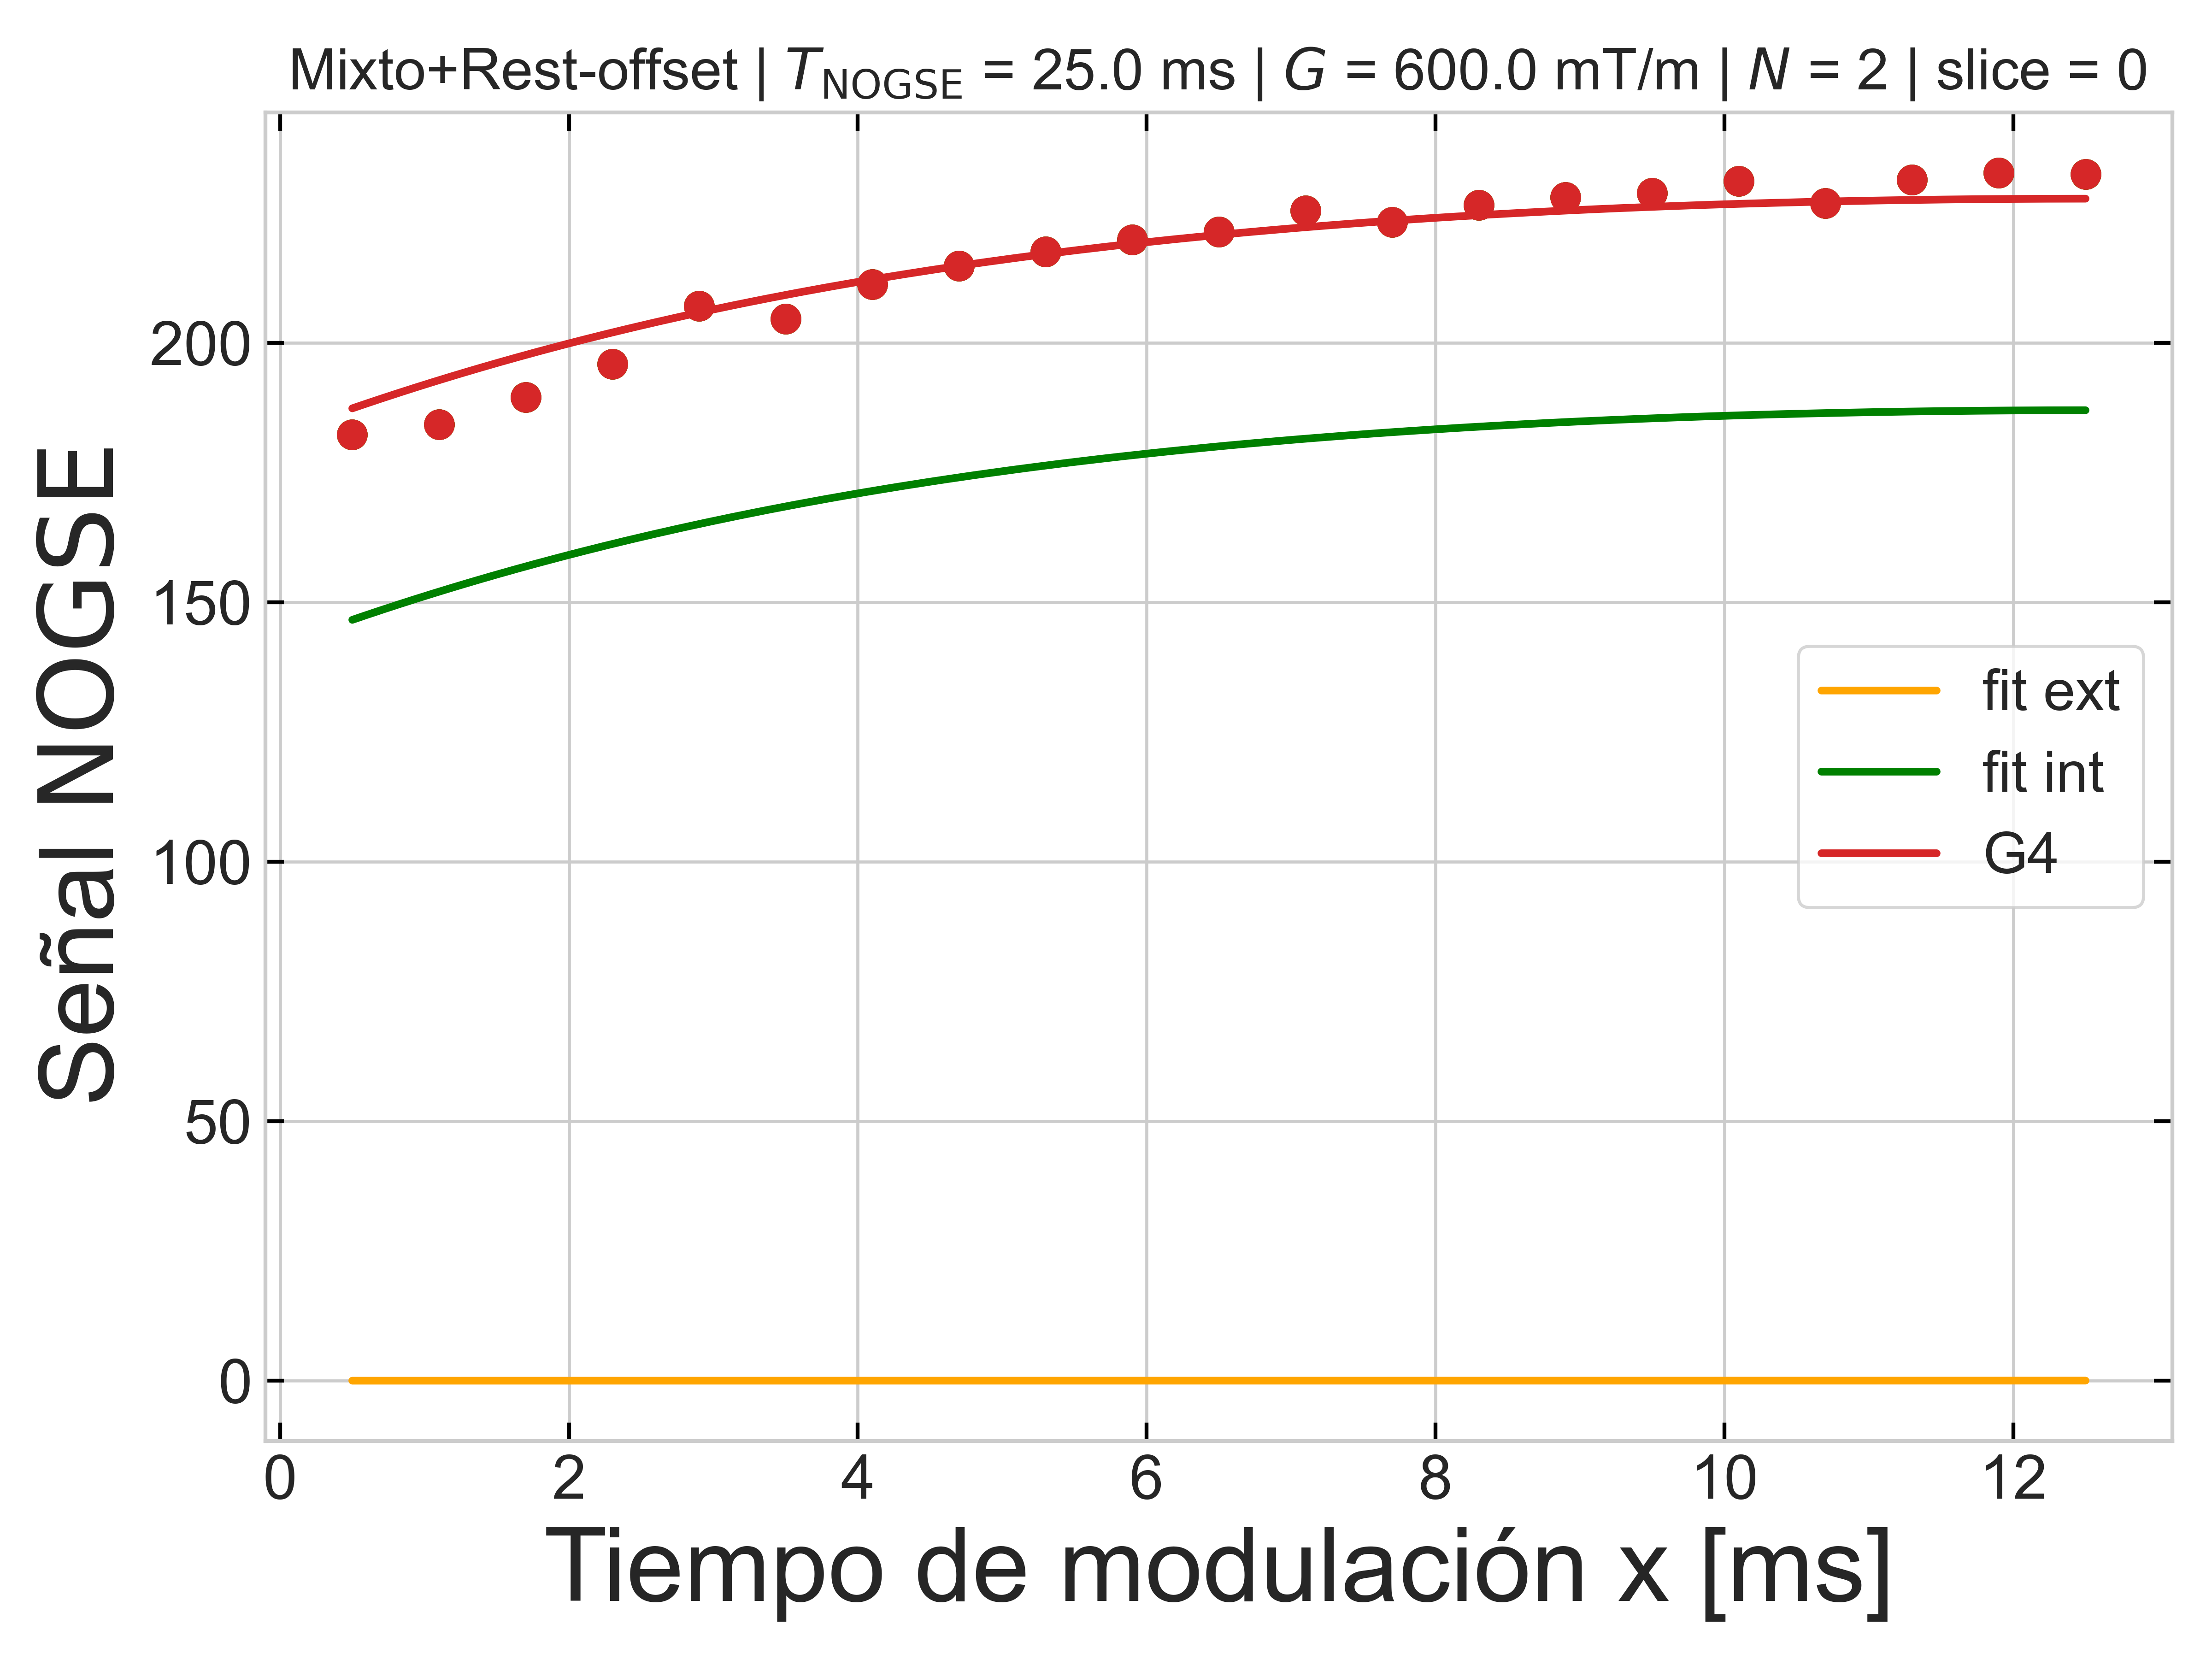 Mixto+Rest-offset | T_NOGSE = 25.0 ms | G = 600.0 mT/m | N = 2 | slice = 0
Señal NOGSE
200
150
100
50
0
fit ext
fit int
G4
0 2 4 6 8 10 12
Tiempo de modulación x [ms]